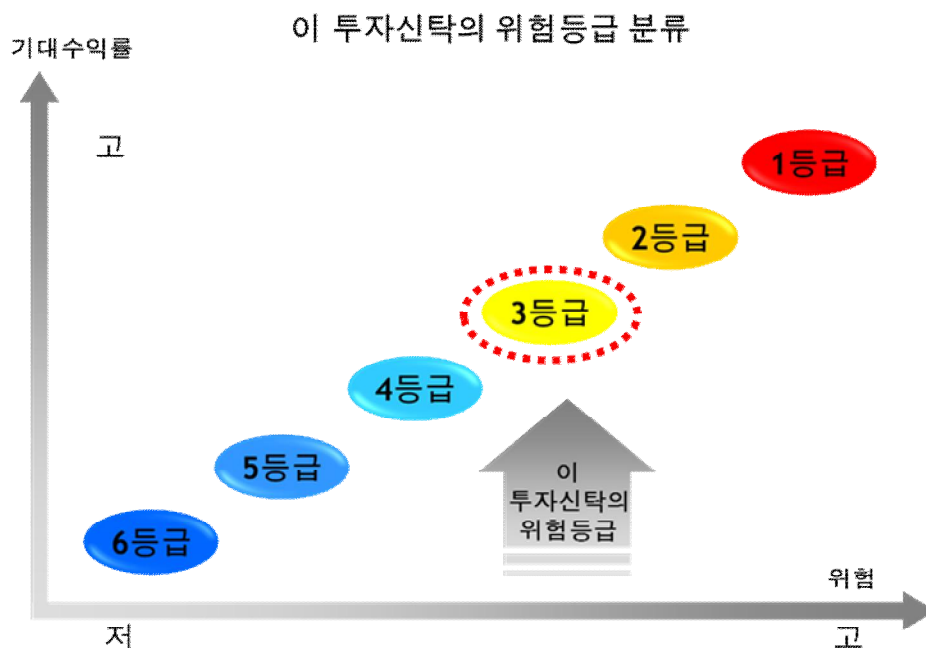 이 투자신탁의 위험등급 분류
기대수익률
고
1등급
2등급
3등급
4등급
5등급
6등급
이
투자신탁의
위험등급
위험
저
고